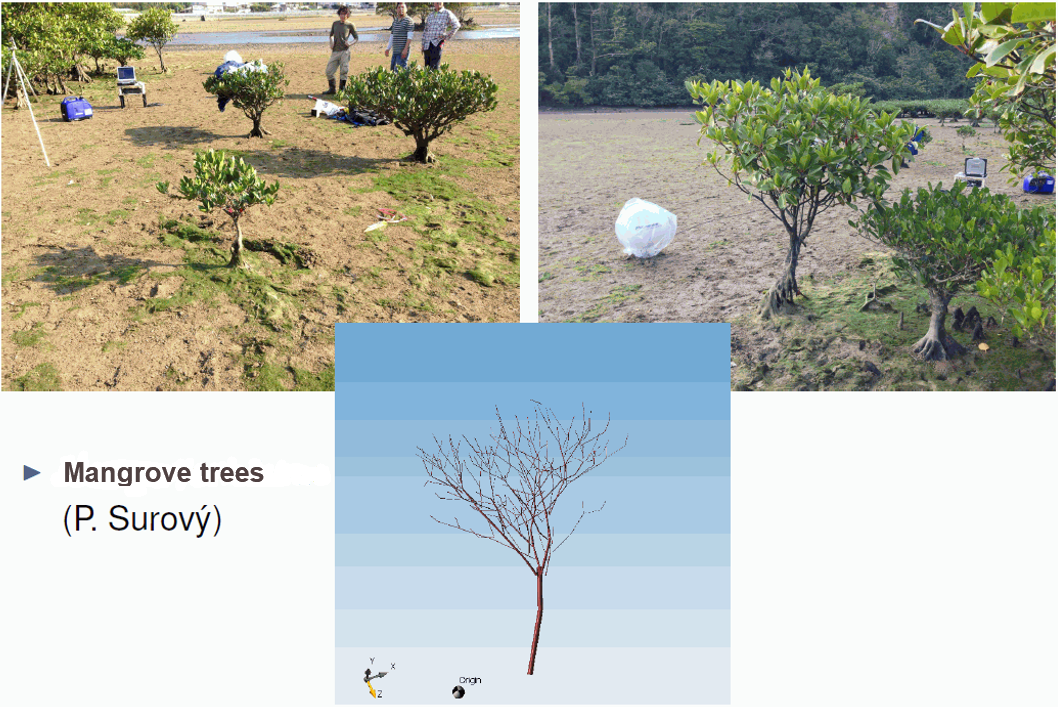 ► Mangrove trees
(P. Surový)
Y
X
Z
Origin